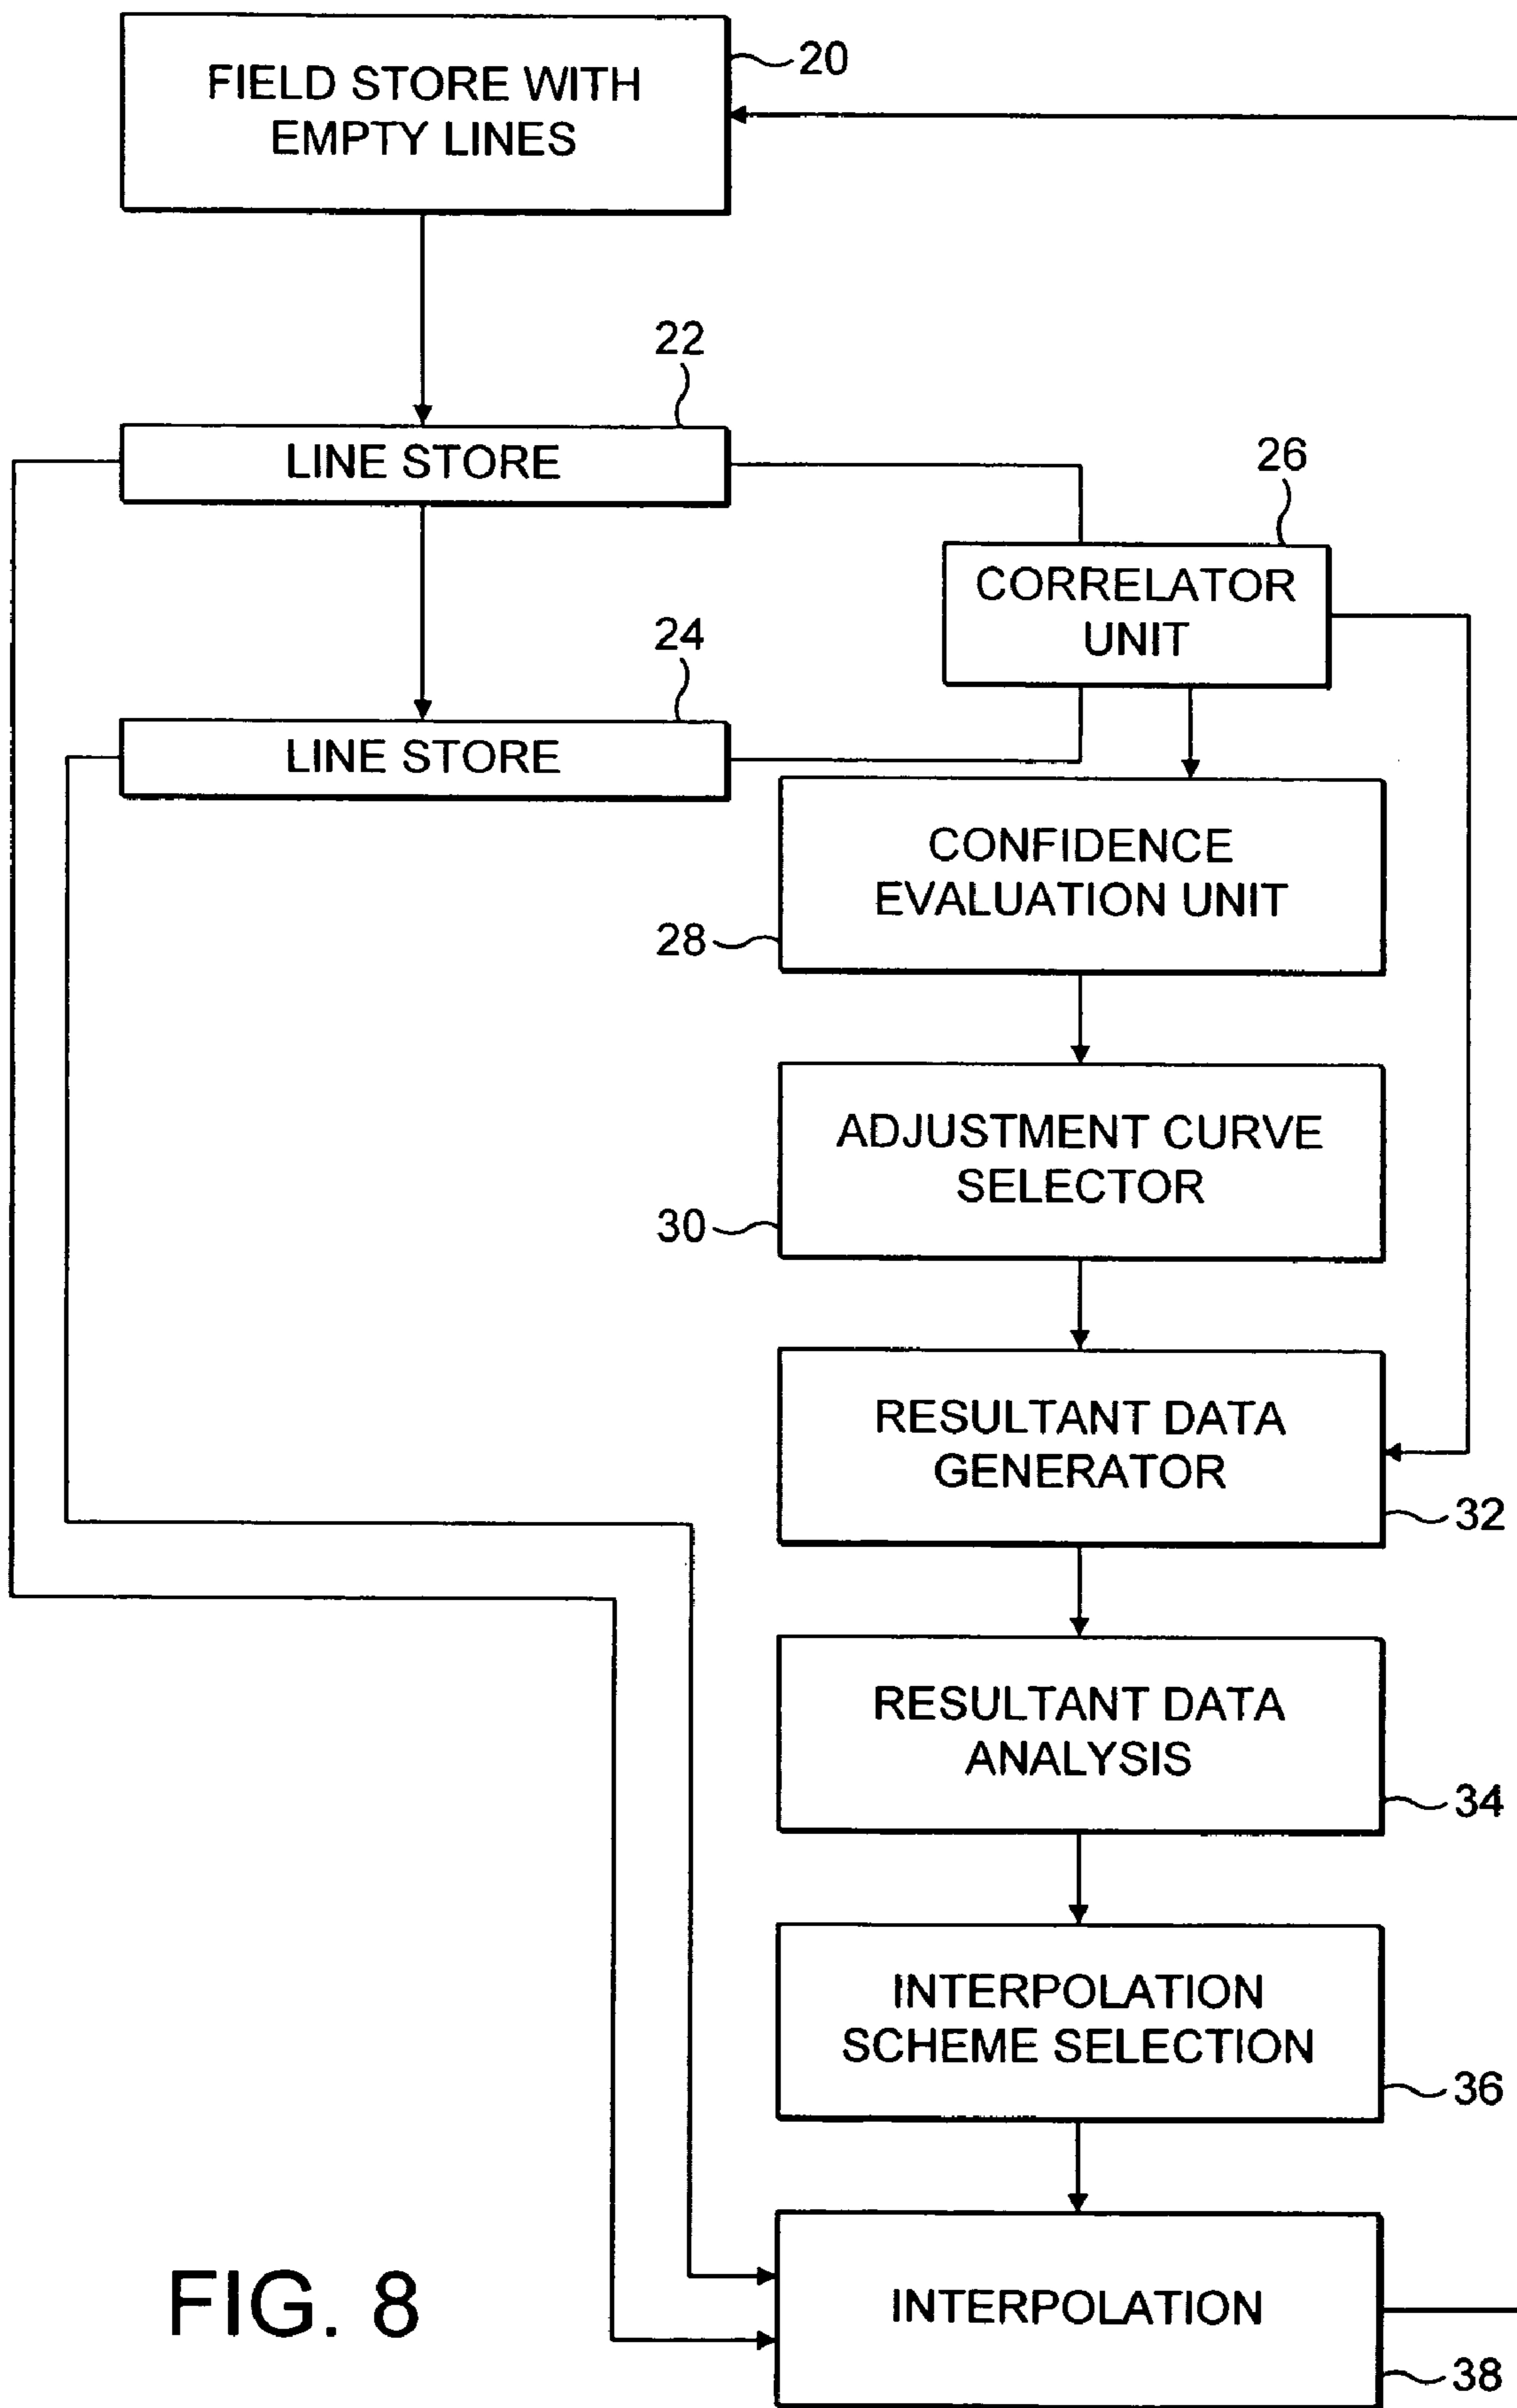 FIELD STORE WITH
EMPTY LINES
20
22
LINE STORE
26
CORRELATOR
UNIT
24
LINE STORE
CONFIDENCE
EVALUATION UNIT
28
ADJUSTMENT CURVE
SELECTOR
30
RESULTANT DATA
GENERATOR
32
RESULTANT DATA
ANALYSIS
34
INTERPOLATION
SCHEME SELECTION
36
INTERPOLATION
38
FIG. 8